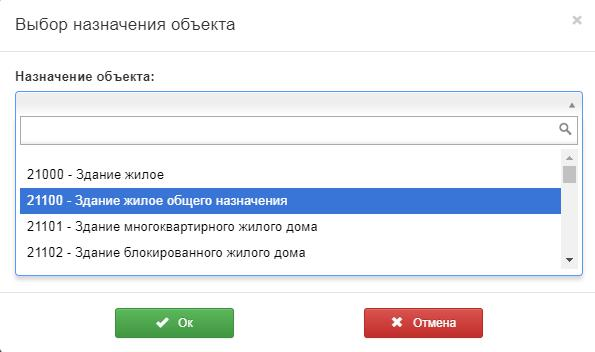 Выбор назначения объекта
Назначение объекта:
21000 - Здание жилое
21100 - Здание жилое общего назначения
21101 - Здание многоквартирного жилого дома
21102 - Здание блокированного жилого дома
Ок
Отмена